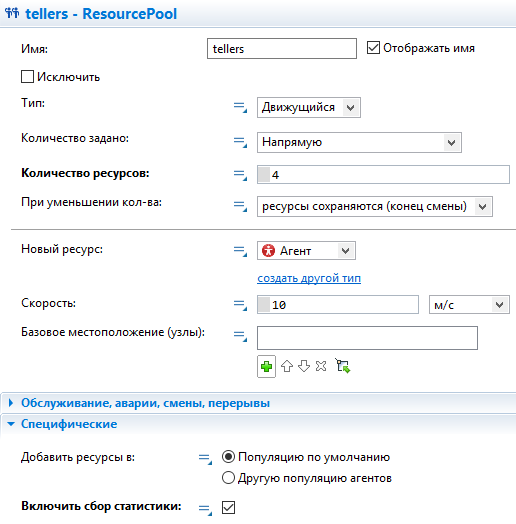 tellers - ResourcePool
Имя: tellers Отображать имя
Исключить
Тип: Движущийся
Количество задано: Напрямую
Количество ресурсов: 4
При уменьшении кол-ва: ресурсы сохраняются (конец смены)
Новый ресурс: Агент
создать другой тип
Скорость: 10 м/с
Базовое местоположение (узлы):
Обслуживание, аварии, смены, перерывы
Специфические
Добавить ресурсы в: Популяцию по умолчанию
Другую популяцию агентов
Включить сбор статистики: